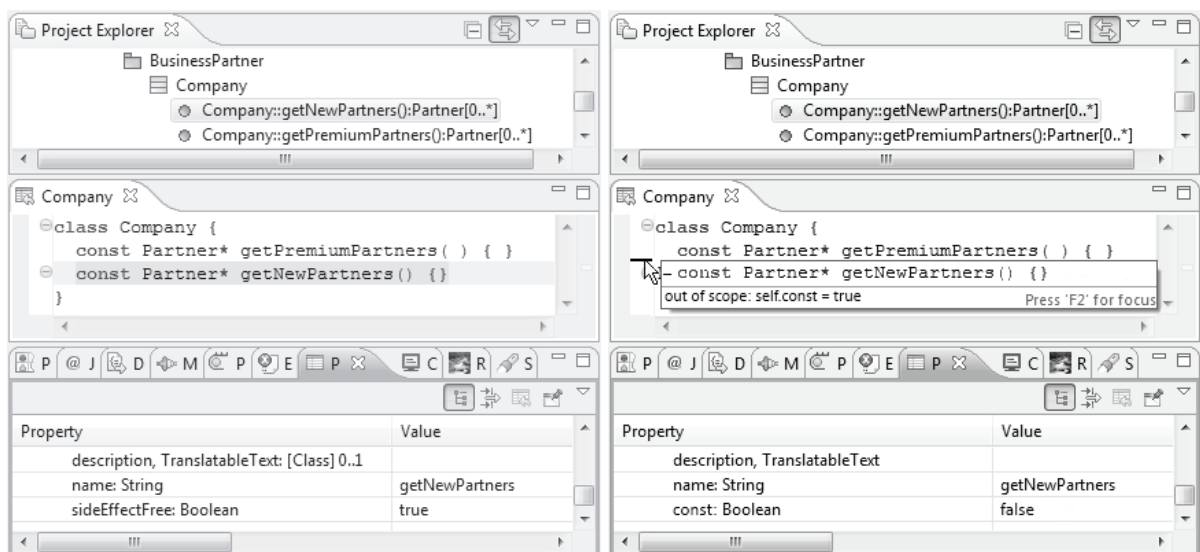 Project Explorer
BusinessPartner
Company
Company::getNewPartners():Partner[0..*]
Company::getPremiumPartners():Partner[0..*]
Company
class Company {
const Partner* getPremiumPartners( ) { }
const Partner* getNewPartners() {}
}
P @ J D M P E P C R S
Property Value
description, TranslatableText: [Class] 0..1
name: String getNewPartners
sideEffectFree: Boolean true
Project Explorer
BusinessPartner
Company
Company::getNewPartners():Partner[0..*]
Company::getPremiumPartners():Partner[0..*]
Company
class Company {
const Partner* getPremiumPartners( ) { }
const Partner* getNewPartners() {}
out of scope: self.const = true Press 'F2' for focus
P @ J D M P E P C R S
Property Value
description, TranslatableText
name: String getNewPartners
const: Boolean false